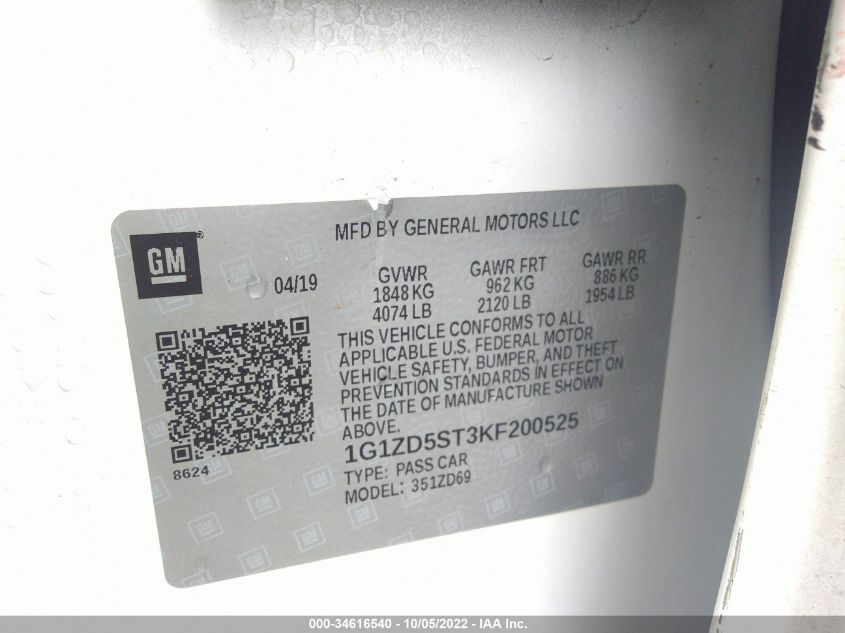 MFD BY GENERAL MOTORS LLC
GM®
04/19
GVWR GAWR FRT GAWR RR
1848 KG 962 KG 886 KG
4074 LB 2120 LB 1954 LB
THIS VEHICLE CONFORMS TO ALL
APPLICABLE U.S. FEDERAL MOTOR
VEHICLE SAFETY, BUMPER, AND THEFT
PREVENTION STANDARDS IN EFFECT ON
THE DATE OF MANUFACTURE SHOWN
ABOVE.
8624
1G1ZD5ST3KF200525
TYPE: PASS CAR
MODEL: 351ZD69
000-34616540 - 10/05/2022 - IAA Inc.